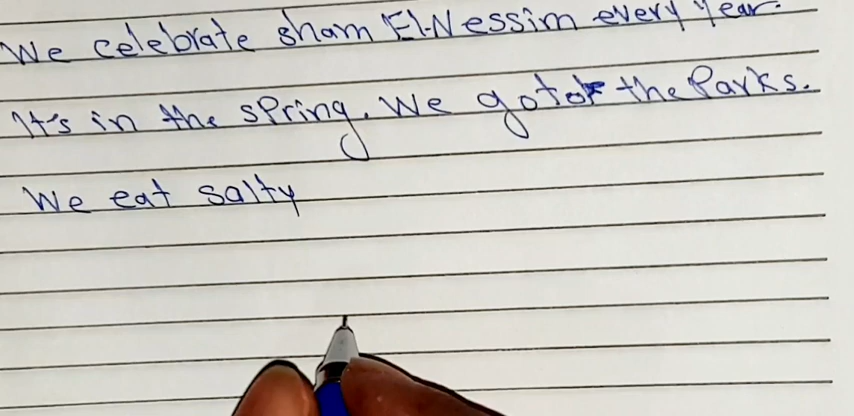 We celebrate sham El-Nessim every year.
It's in the spring. We go to the Parks.
We eat salty